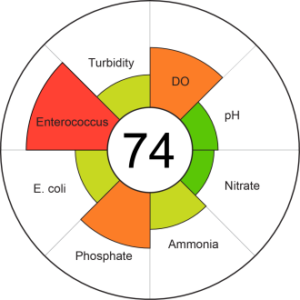 Turbidity
DO
pH
Enterococcus
74
E. coli
Nitrate
Ammonia
Phosphate